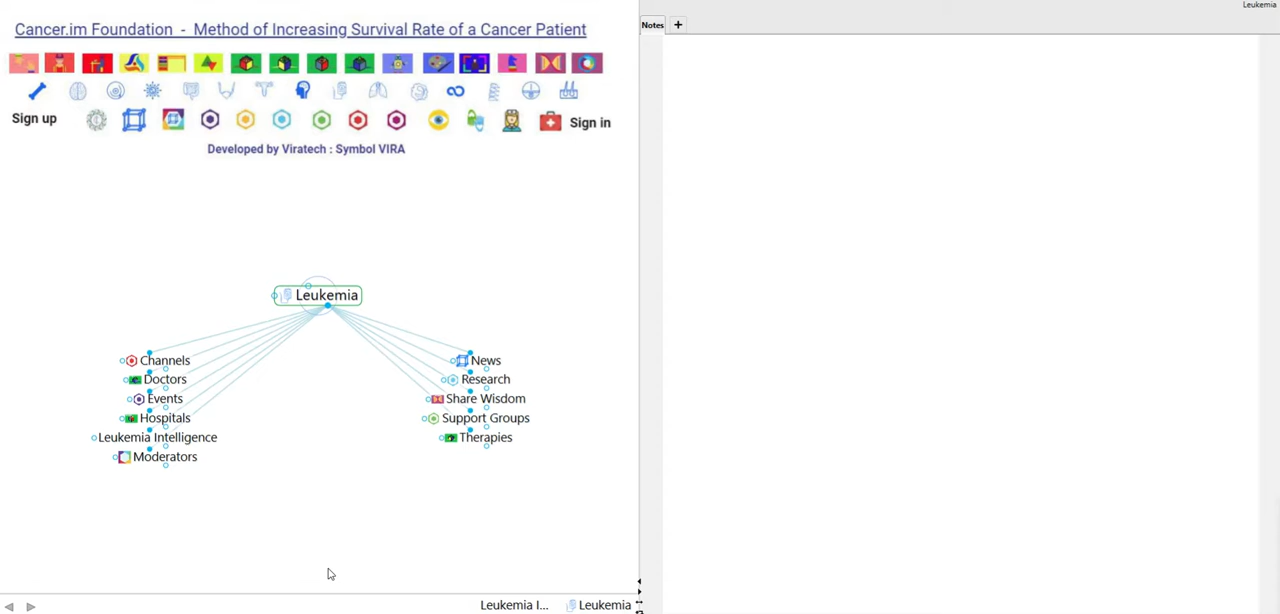 Cancer.im Foundation - Method of Increasing Survival Rate of a Cancer Patient
Sign up
Sign in
Developed by Viratech : Symbol VIRA
Leukemia
Channels
Doctors
Events
Hospitals
Leukemia Intelligence
Moderators
News
Research
Share Wisdom
Support Groups
Therapies
Leukemia I... Leukemia
Leukemia
Notes +